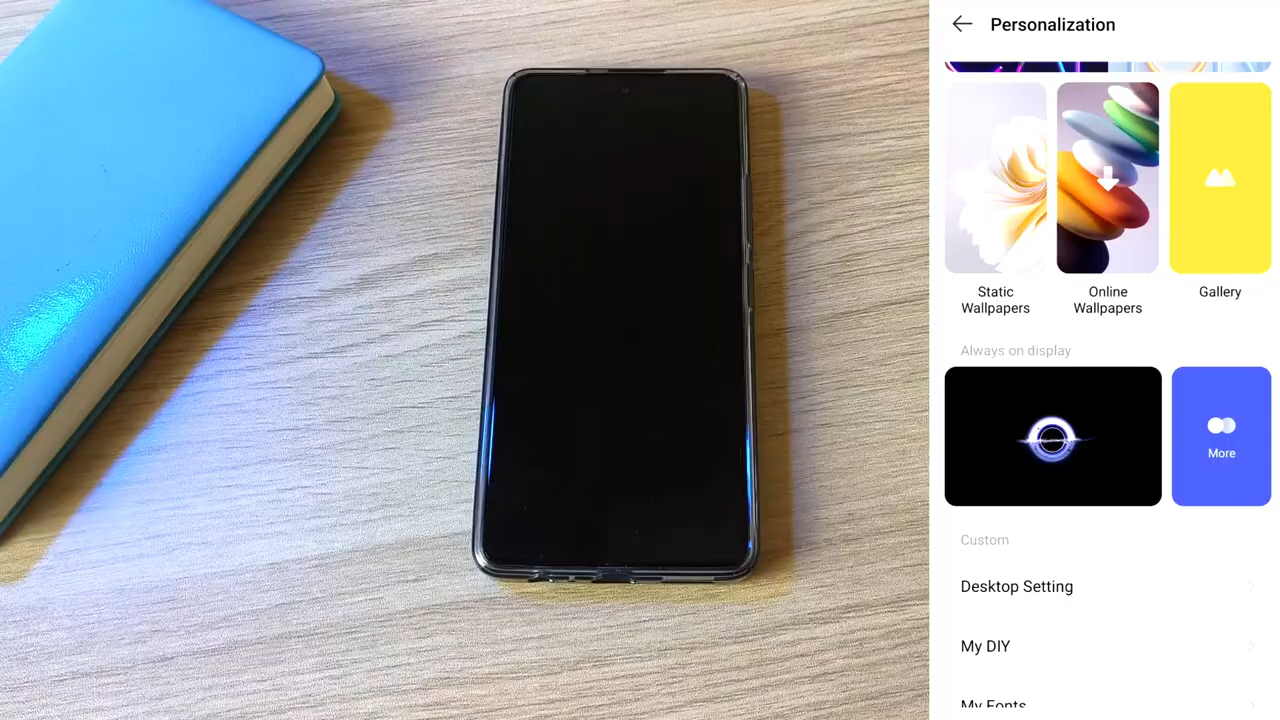 Personalization
Static
Wallpapers
Online
Wallpapers
Gallery
Always on display
More
Custom
Desktop Setting
My DIY
My Fonts